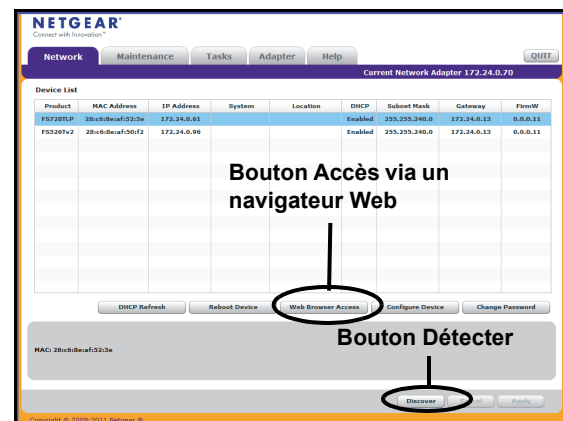 NETGEAR®
Connect with Innovation™
Network Maintenance Tasks Adapter Help QUIT
Current Network Adapter 172.24.0.70
Device List
Product MAC Address IP Address System Location DHCP Subnet Mask Gateway FirmW
FS728TLP 28:c6:8e:af:52:3e 172.24.0.61 Enabled 255.255.240.0 172.24.0.13 0.0.0.11
FS526Tv2 28:c6:8e:af:50:f2 172.24.0.96 Enabled 255.255.240.0 172.24.0.13 0.0.0.11
Bouton Accès via un
navigateur Web
DHCP Refresh Reboot Device Web Browser Access Configure Device Change Password
Bouton Détecter
MAC: 28:c6:8e:af:52:3e
Discover Cancel Apply
Copyright © 2009-2011 Netgear ®